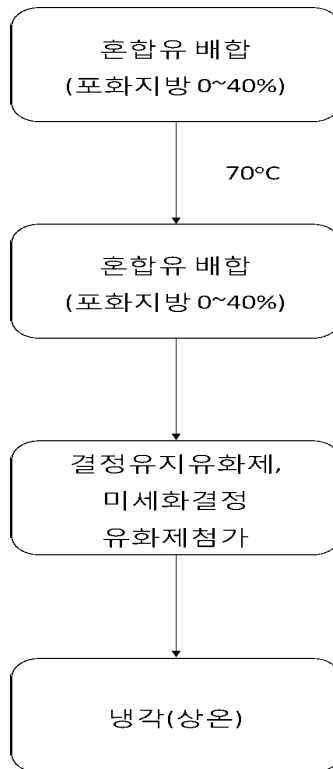 혼합유 배합
(포화지방 0~40%)
70°C
혼합유 배합
(포화지방 0~40%)
결정유지유화제,
미세화결정
유화제첨가
냉각(상온)